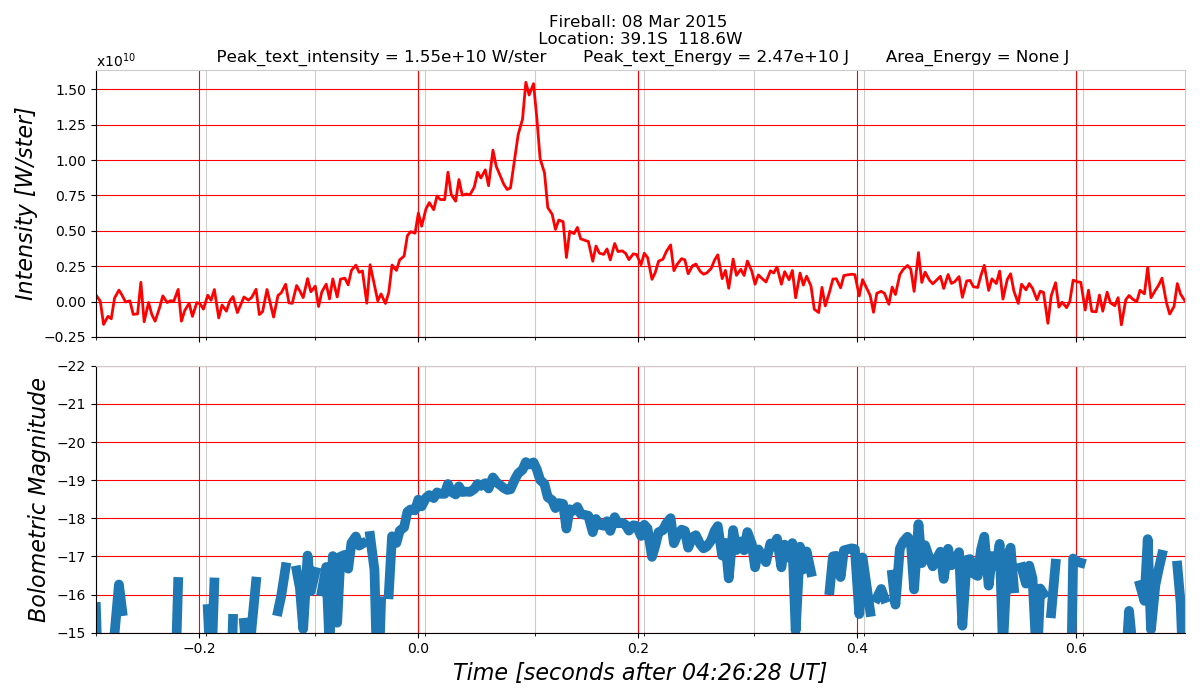 Fireball: 08 Mar 2015
Location: 39.1S 118.6W
Peak_text_intensity = 1.55e+10 W/ster Peak_text_Energy = 2.47e+10 J Area_Energy = None J
x10¹⁰
1.50
1.25
1.00
0.75
0.50
0.25
0.00
−0.25
Intensity [W/ster]
−22
−21
−20
−19
−18
−17
−16
−15
Bolometric Magnitude
−0.2 0.0 0.2 0.4 0.6
Time [seconds after 04:26:28 UT]